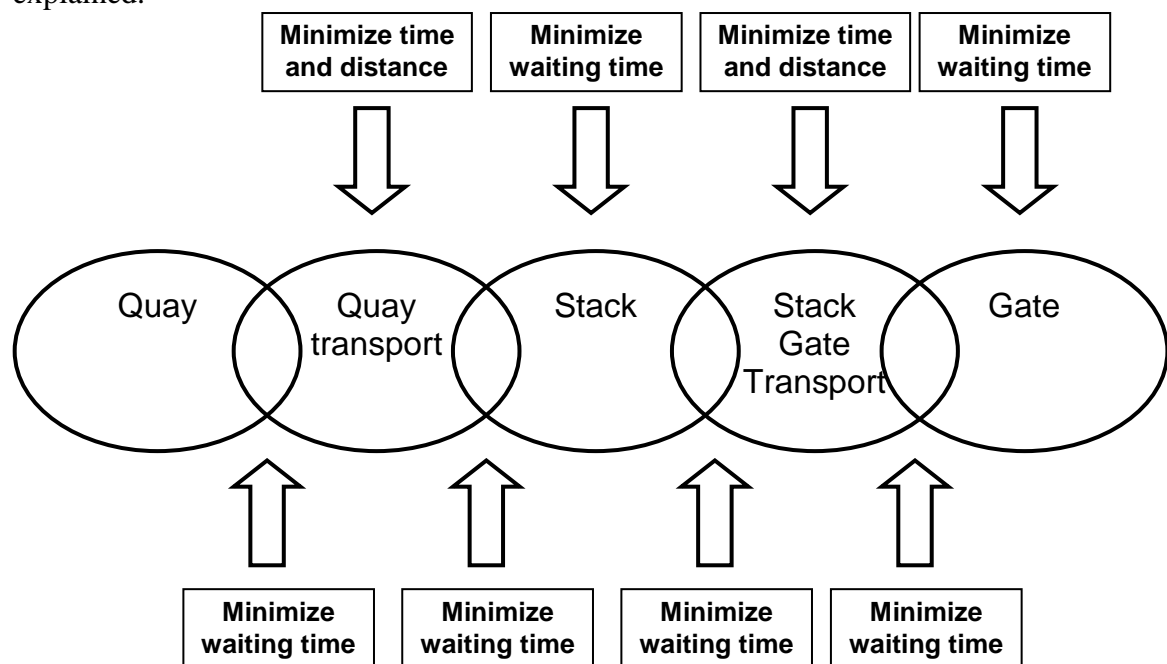 explained.
Minimize time
and distance
Minimize
waiting time
Minimize time
and distance
Minimize
waiting time
Quay
Quay
transport
Stack
Stack
Gate
Transport
Gate
Minimize
waiting time
Minimize
waiting time
Minimize
waiting time
Minimize
waiting time